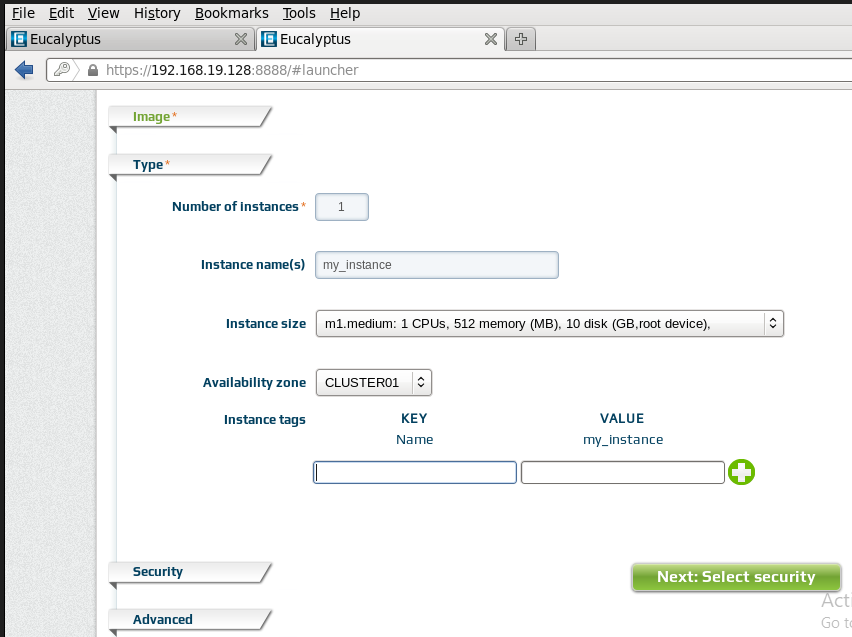 File Edit View History Bookmarks Tools Help
Eucalyptus Eucalyptus
https://192.168.19.128:8888/#launcher
Image*
Type*
Number of instances* 1
Instance name(s) my_instance
Instance size m1.medium: 1 CPUs, 512 memory (MB), 10 disk (GB,root device),
Availability zone CLUSTER01
Instance tags KEY VALUE
Name my_instance
Security
Next: Select security
Advanced
Go to